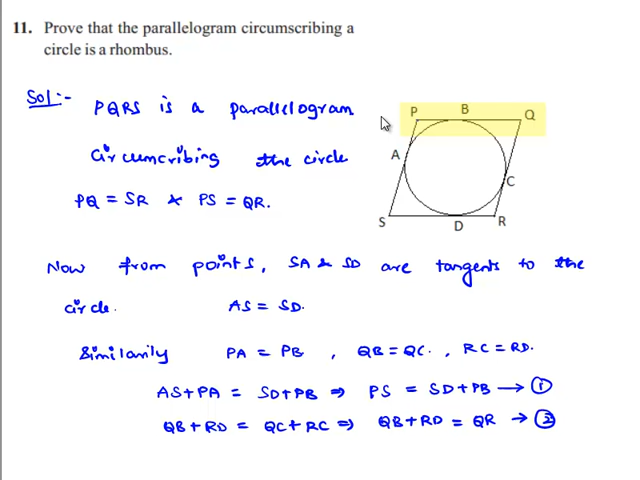 11. Prove that the parallelogram circumscribing a
circle is a rhombus.
Sol:- PQRS is a parallelogram
circumcribing the circle
PQ = SR & PS = QR.
P B Q
A
C
S D R
Now from points, SA & SD are tangents to the
circle. AS = SD.
Similarily PA = PB, QB = QC., RC = RD.
AS + PA = SD + PB ⇒ PS = SD + PB → ①
QB + RD = QC + RC ⇒ QB + RD = QR → ②